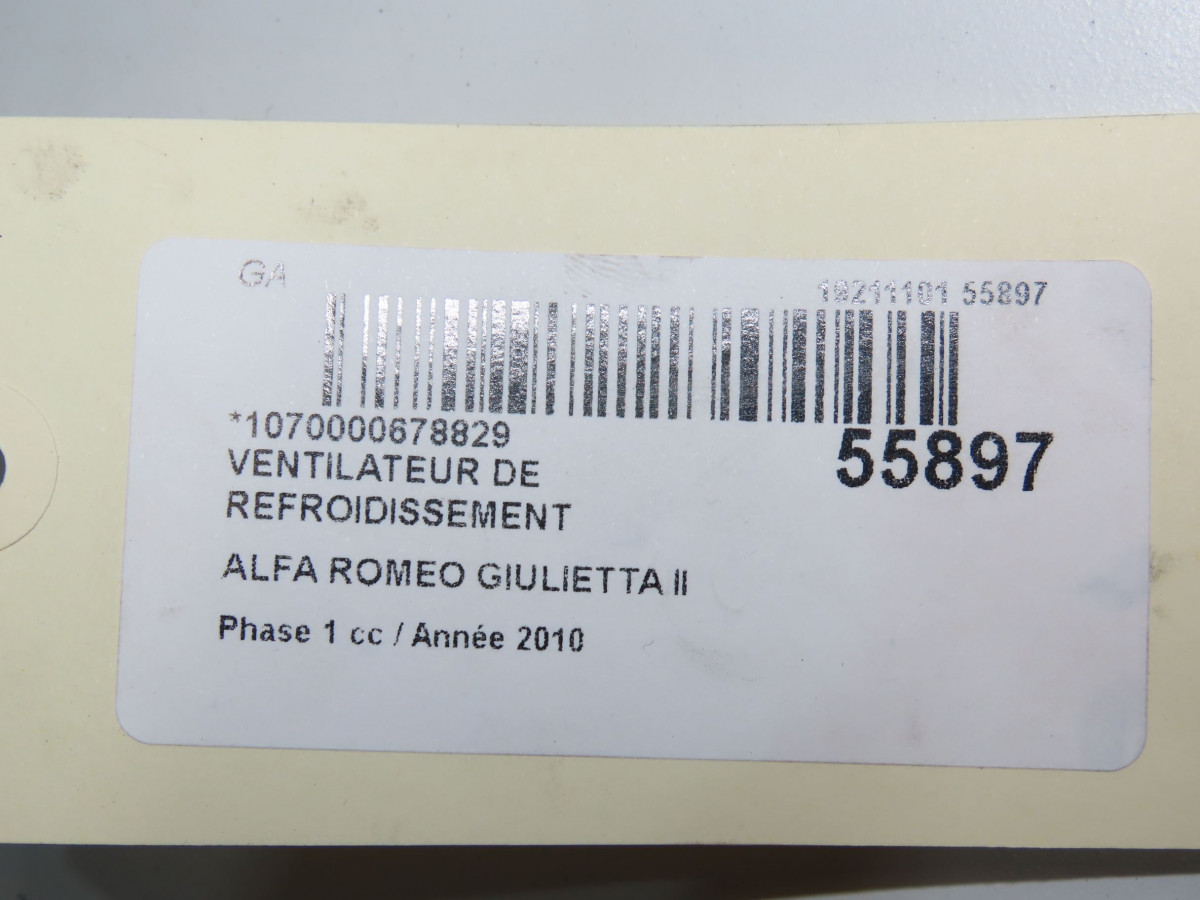 GA
18211101 55897
*1070000678829
55897
VENTILATEUR DE
REFROIDISSEMENT
ALFA ROMEO GIULIETTA II
Phase 1 cc / Année 2010